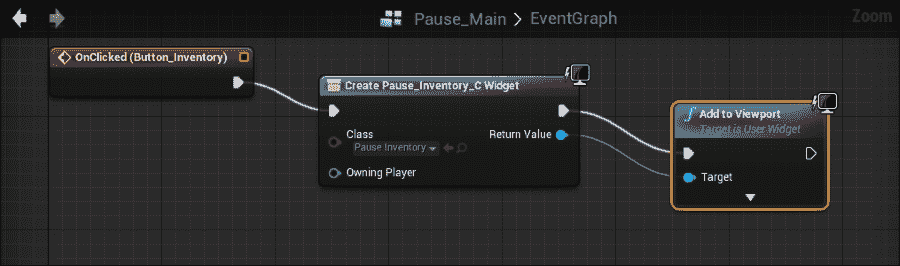 Pause_Main > EventGraph
Zoom
OnClicked (Button_Inventory)
Create Pause_Inventory_C Widget
Class
Pause Inventory
Return Value
Owning Player
Add to Viewport
Target is User Widget
Target